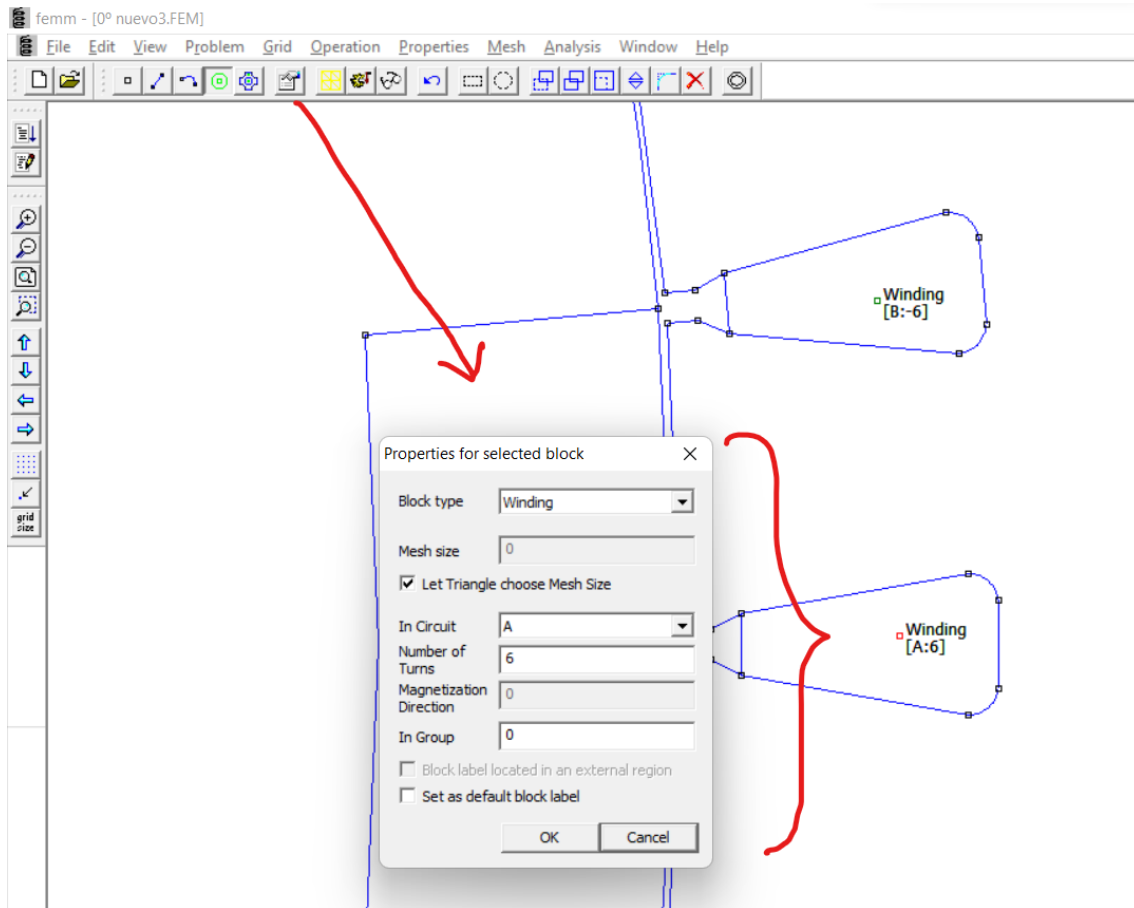 femm - [0º nuevo3.FEM]
File Edit View Problem Grid Operation Properties Mesh Analysis Window Help
Winding
[B:-6]
Properties for selected block
Block type Winding
Mesh size 0
Let Triangle choose Mesh Size
In Circuit A
Number of
Turns
6
Magnetization
Direction
0
In Group 0
Block label located in an external region
Set as default block label
OK Cancel
Winding
[A:6]
grid
size